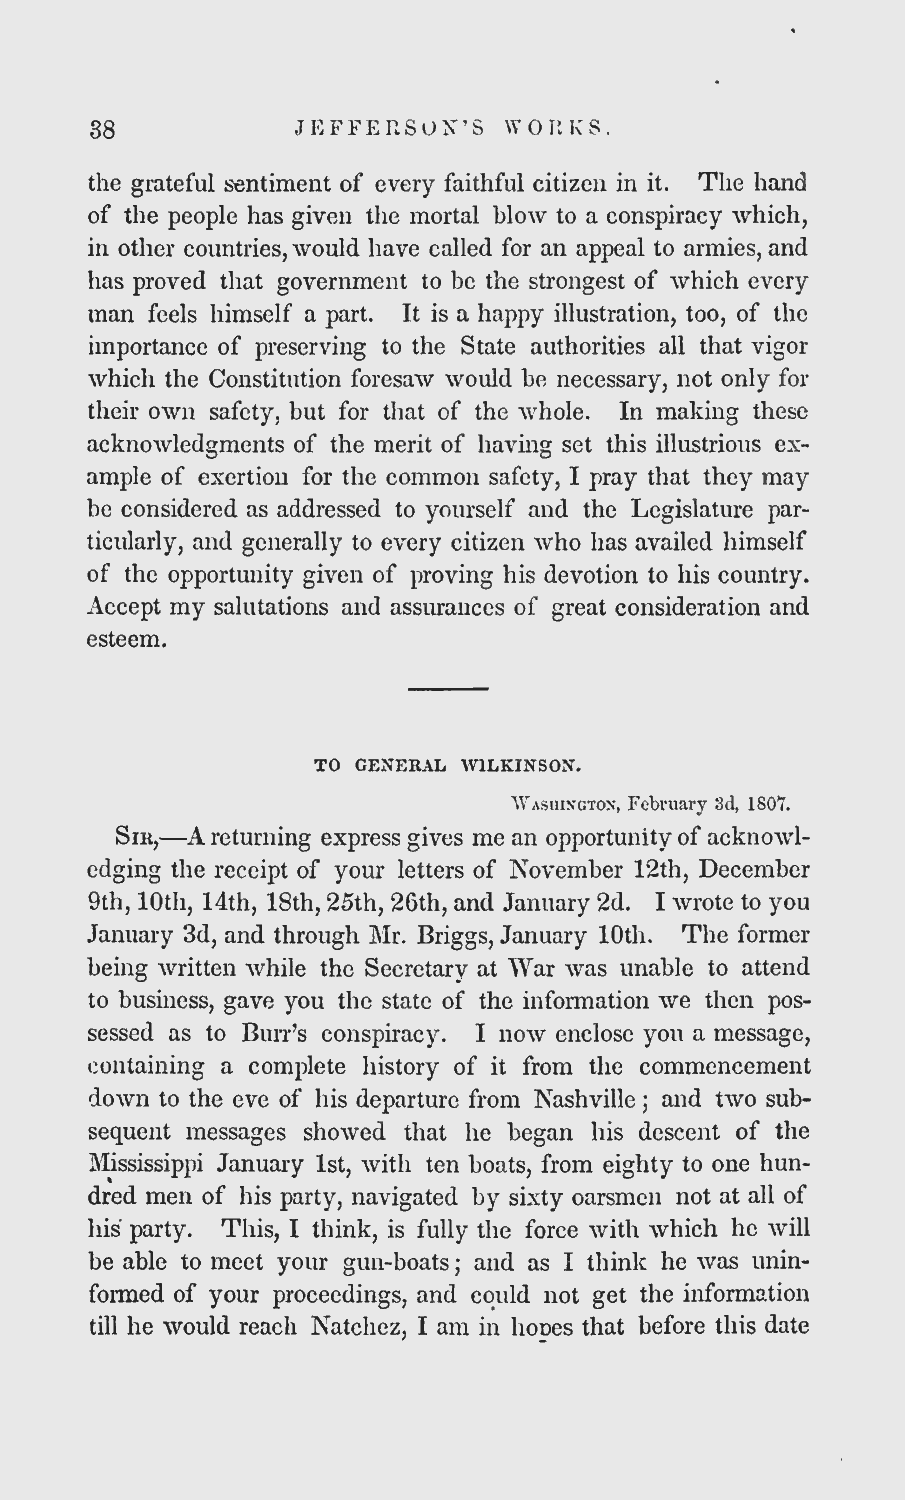 38 JEFFERSON'S WORKS.
the grateful sentiment of every faithful citizen in it. The hand
of the people has given the mortal blow to a conspiracy which,
in other countries, would have called for an appeal to armies, and
has proved that government to be the strongest of which every
man feels himself a part. It is a happy illustration, too, of the
importance of preserving to the State authorities all that vigor
which the Constitution foresaw would be necessary, not only for
their own safety, but for that of the whole. In making these
acknowledgments of the merit of having set this illustrious ex-
ample of exertion for the common safety, I pray that they may
be considered as addressed to yourself and the Legislature par-
ticularly, and generally to every citizen who has availed himself
of the opportunity given of proving his devotion to his country.
Accept my salutations and assurances of great consideration and
esteem.
TO GENERAL WILKINSON.
Washington, February 3d, 1807.
Sir,—A returning express gives me an opportunity of acknowl-
edging the receipt of your letters of November 12th, December
9th, 10th, 14th, 18th, 25th, 26th, and January 2d. I wrote to you
January 3d, and through Mr. Briggs, January 10th. The former
being written while the Secretary at War was unable to attend
to business, gave you the state of the information we then pos-
sessed as to Burr's conspiracy. I now enclose you a message,
containing a complete history of it from the commencement
down to the eve of his departure from Nashville; and two sub-
sequent messages showed that he began his descent of the
Mississippi January 1st, with ten boats, from eighty to one hun-
dred men of his party, navigated by sixty oarsmen not at all of
his party. This, I think, is fully the force with which he will
be able to meet your gun-boats; and as I think he was unin-
formed of your proceedings, and could not get the information
till he would reach Natchez, I am in hopes that before this date